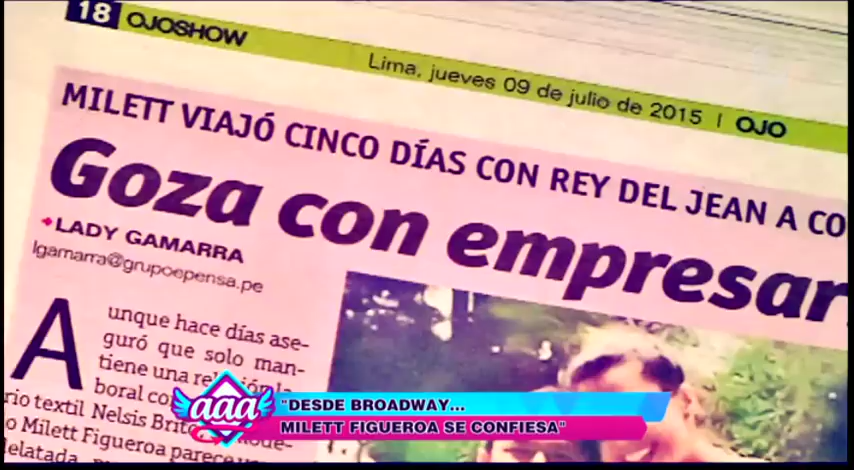 18 OJOSHOW
Lima, jueves 09 de julio de 2015 | OJO
MILETT VIAJÓ CINCO DÍAS CON REY DEL JEAN A CO
Goza con empresar
LADY GAMARRA
lgamarra@grupoepensa.pe
Aunque hace días ase-
guró que solo man-
tiene una relación la-
boral co
rio textil Nelsis Brito
o Milett Figueroa parece
delatada,
aaa
"DESDE BROADWAY...
MILETT FIGUEROA SE CONFIESA"